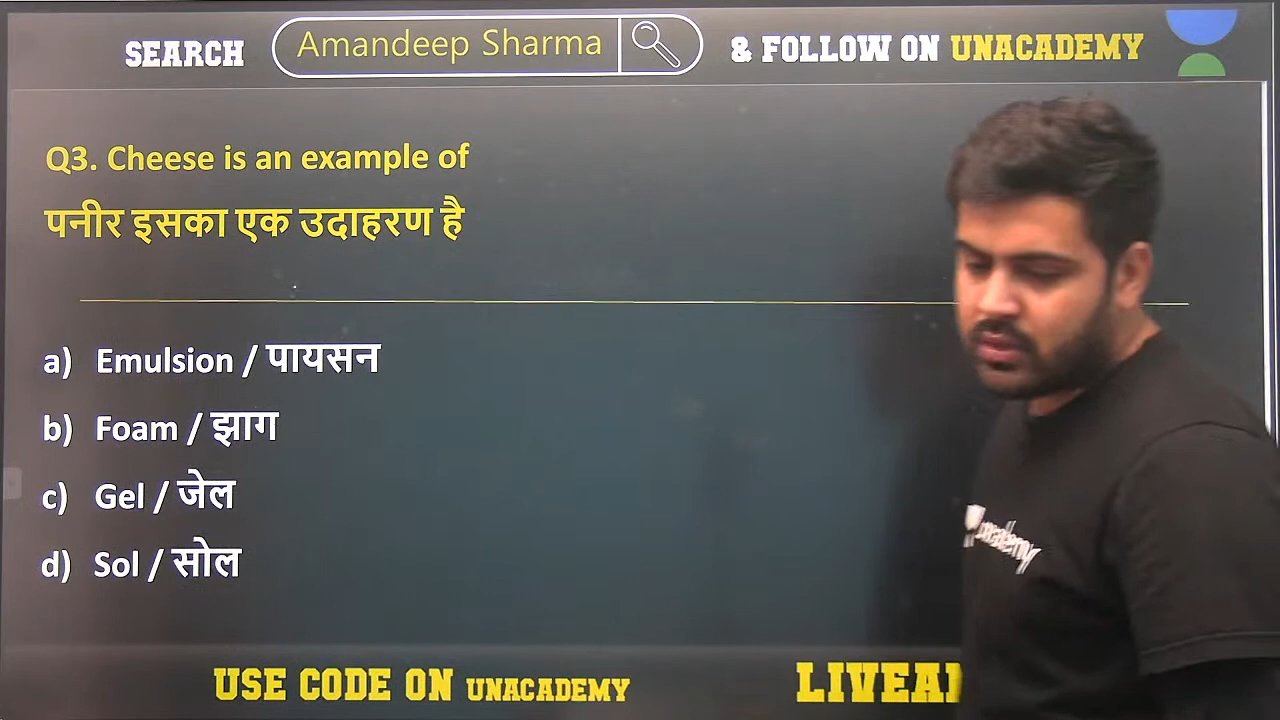 SEARCH Amandeep Sharma & FOLLOW ON UNACADEMY
Q3. Cheese is an example of
पनीर इसका एक उदाहरण है
a) Emulsion / पायसन
b) Foam / झाग
c) Gel / जेल
d) Sol / सोल
unacademy
USE CODE ON UNACADEMY